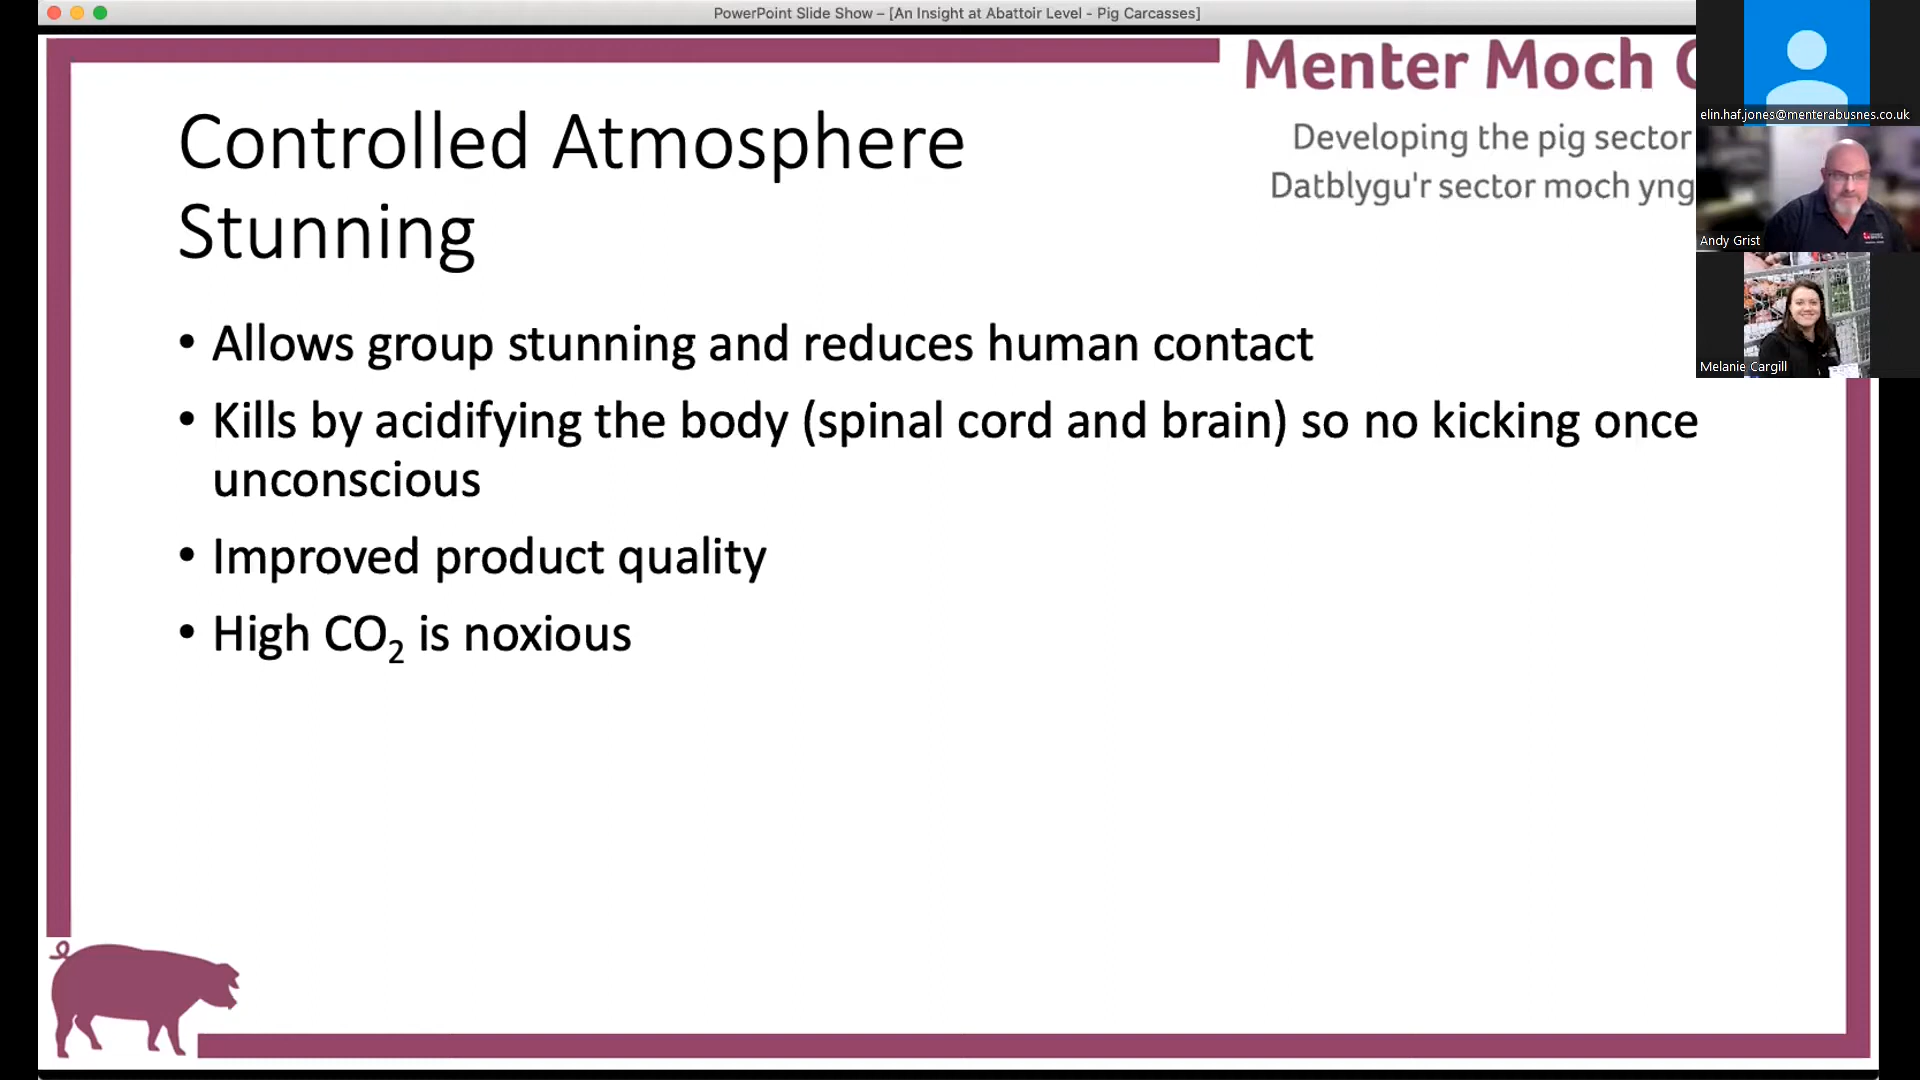 PowerPoint Slide Show – [An Insight at Abattoir Level - Pig Carcasses]
Menter Moch C
Developing the pig sector
Datblygu'r sector moch yng
Controlled Atmosphere
Stunning
• Allows group stunning and reduces human contact
• Kills by acidifying the body (spinal cord and brain) so no kicking once
unconscious
• Improved product quality
• High CO₂ is noxious
elin.haf.jones@menterabusnes.co.uk
Andy Grist
Melanie Cargill